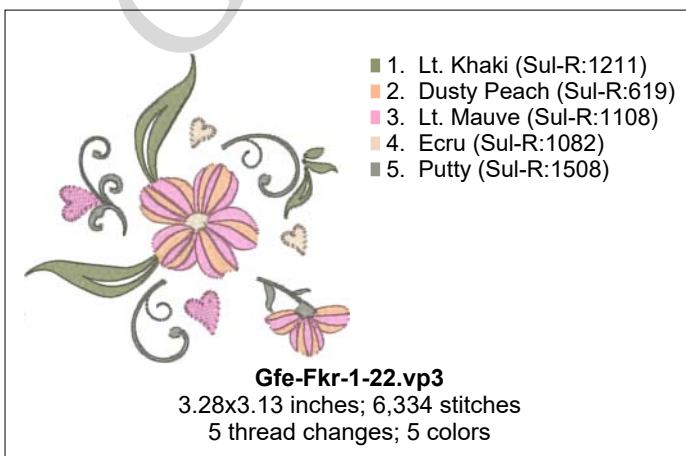 1. Lt. Khaki (Sul-R:1211)
2. Dusty Peach (Sul-R:619)
3. Lt. Mauve (Sul-R:1108)
4. Ecru (Sul-R:1082)
5. Putty (Sul-R:1508)
Gfe-Fkr-1-22.vp3
3.28x3.13 inches; 6,334 stitches
5 thread changes; 5 colors